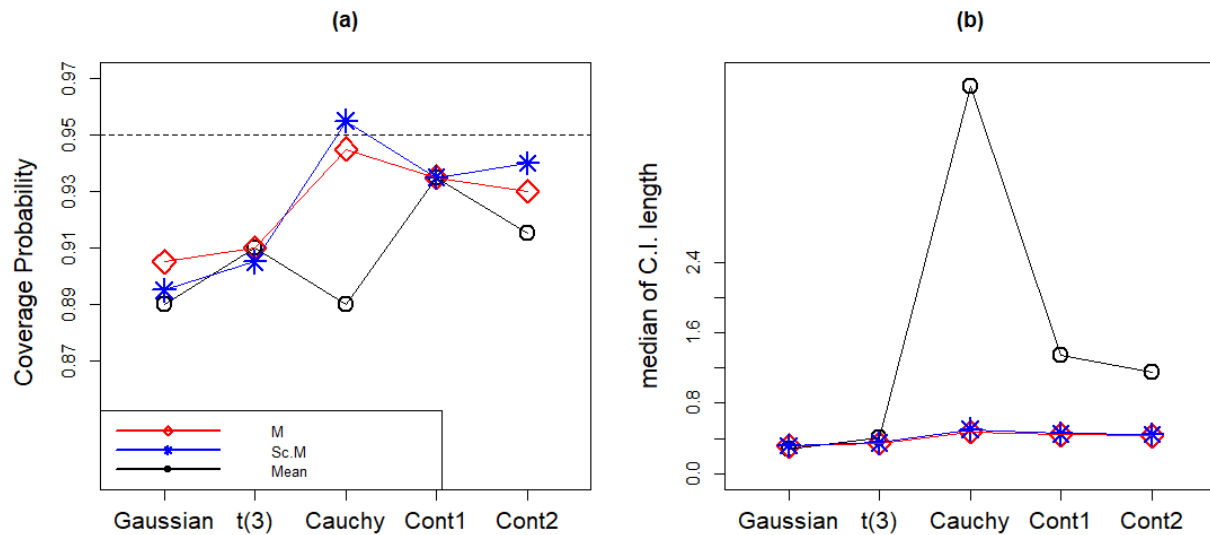 (a)
Coverage Probability
0.97
0.95
0.93
0.91
0.89
0.87
M
Sc.M
Mean
Gaussian t(3) Cauchy Cont1 Cont2
(b)
median of C.I. length
2.4
1.6
0.8
0.0
Gaussian t(3) Cauchy Cont1 Cont2